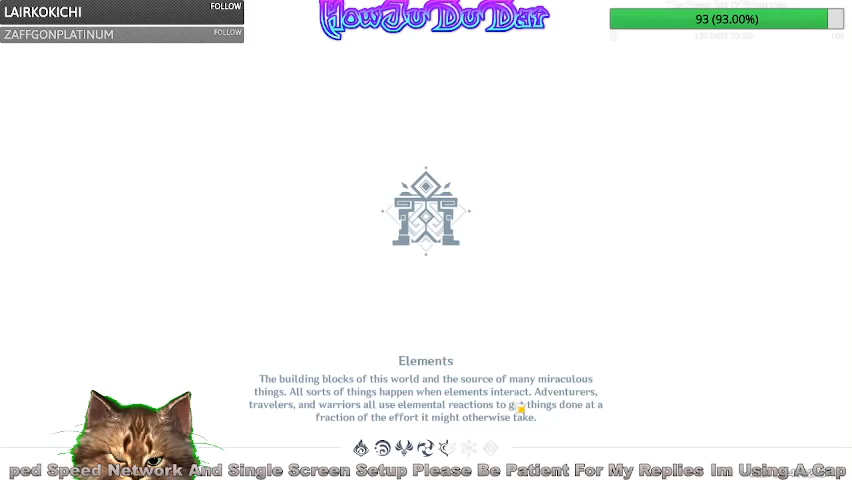 LAIRKOKICHI
FOLLOW
ZAFFGONPLATINUM
FOLLOW
HowJuDuDat
93 (93.00%)
Elements
The building blocks of this world and the source of many miraculous
things. All sorts of things happen when elements interact. Adventurers,
travelers, and warriors all use elemental reactions to get things done at a
fraction of the effort it might otherwise take.
ped Speed Network And Single Screen Setup Please Be Patient For My Replies Im Using A Cap